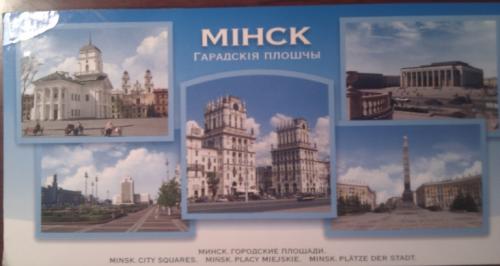 МІНСК
ГАРАДСКІЯ ПЛОШЧЫ
МИНСК. ГОРОДСКИЕ ПЛОЩАДИ.
MINSK. CITY SQUARES. MINSK. PLACY MIEJSKIE. MINSK. PLÄTZE DER STADT.